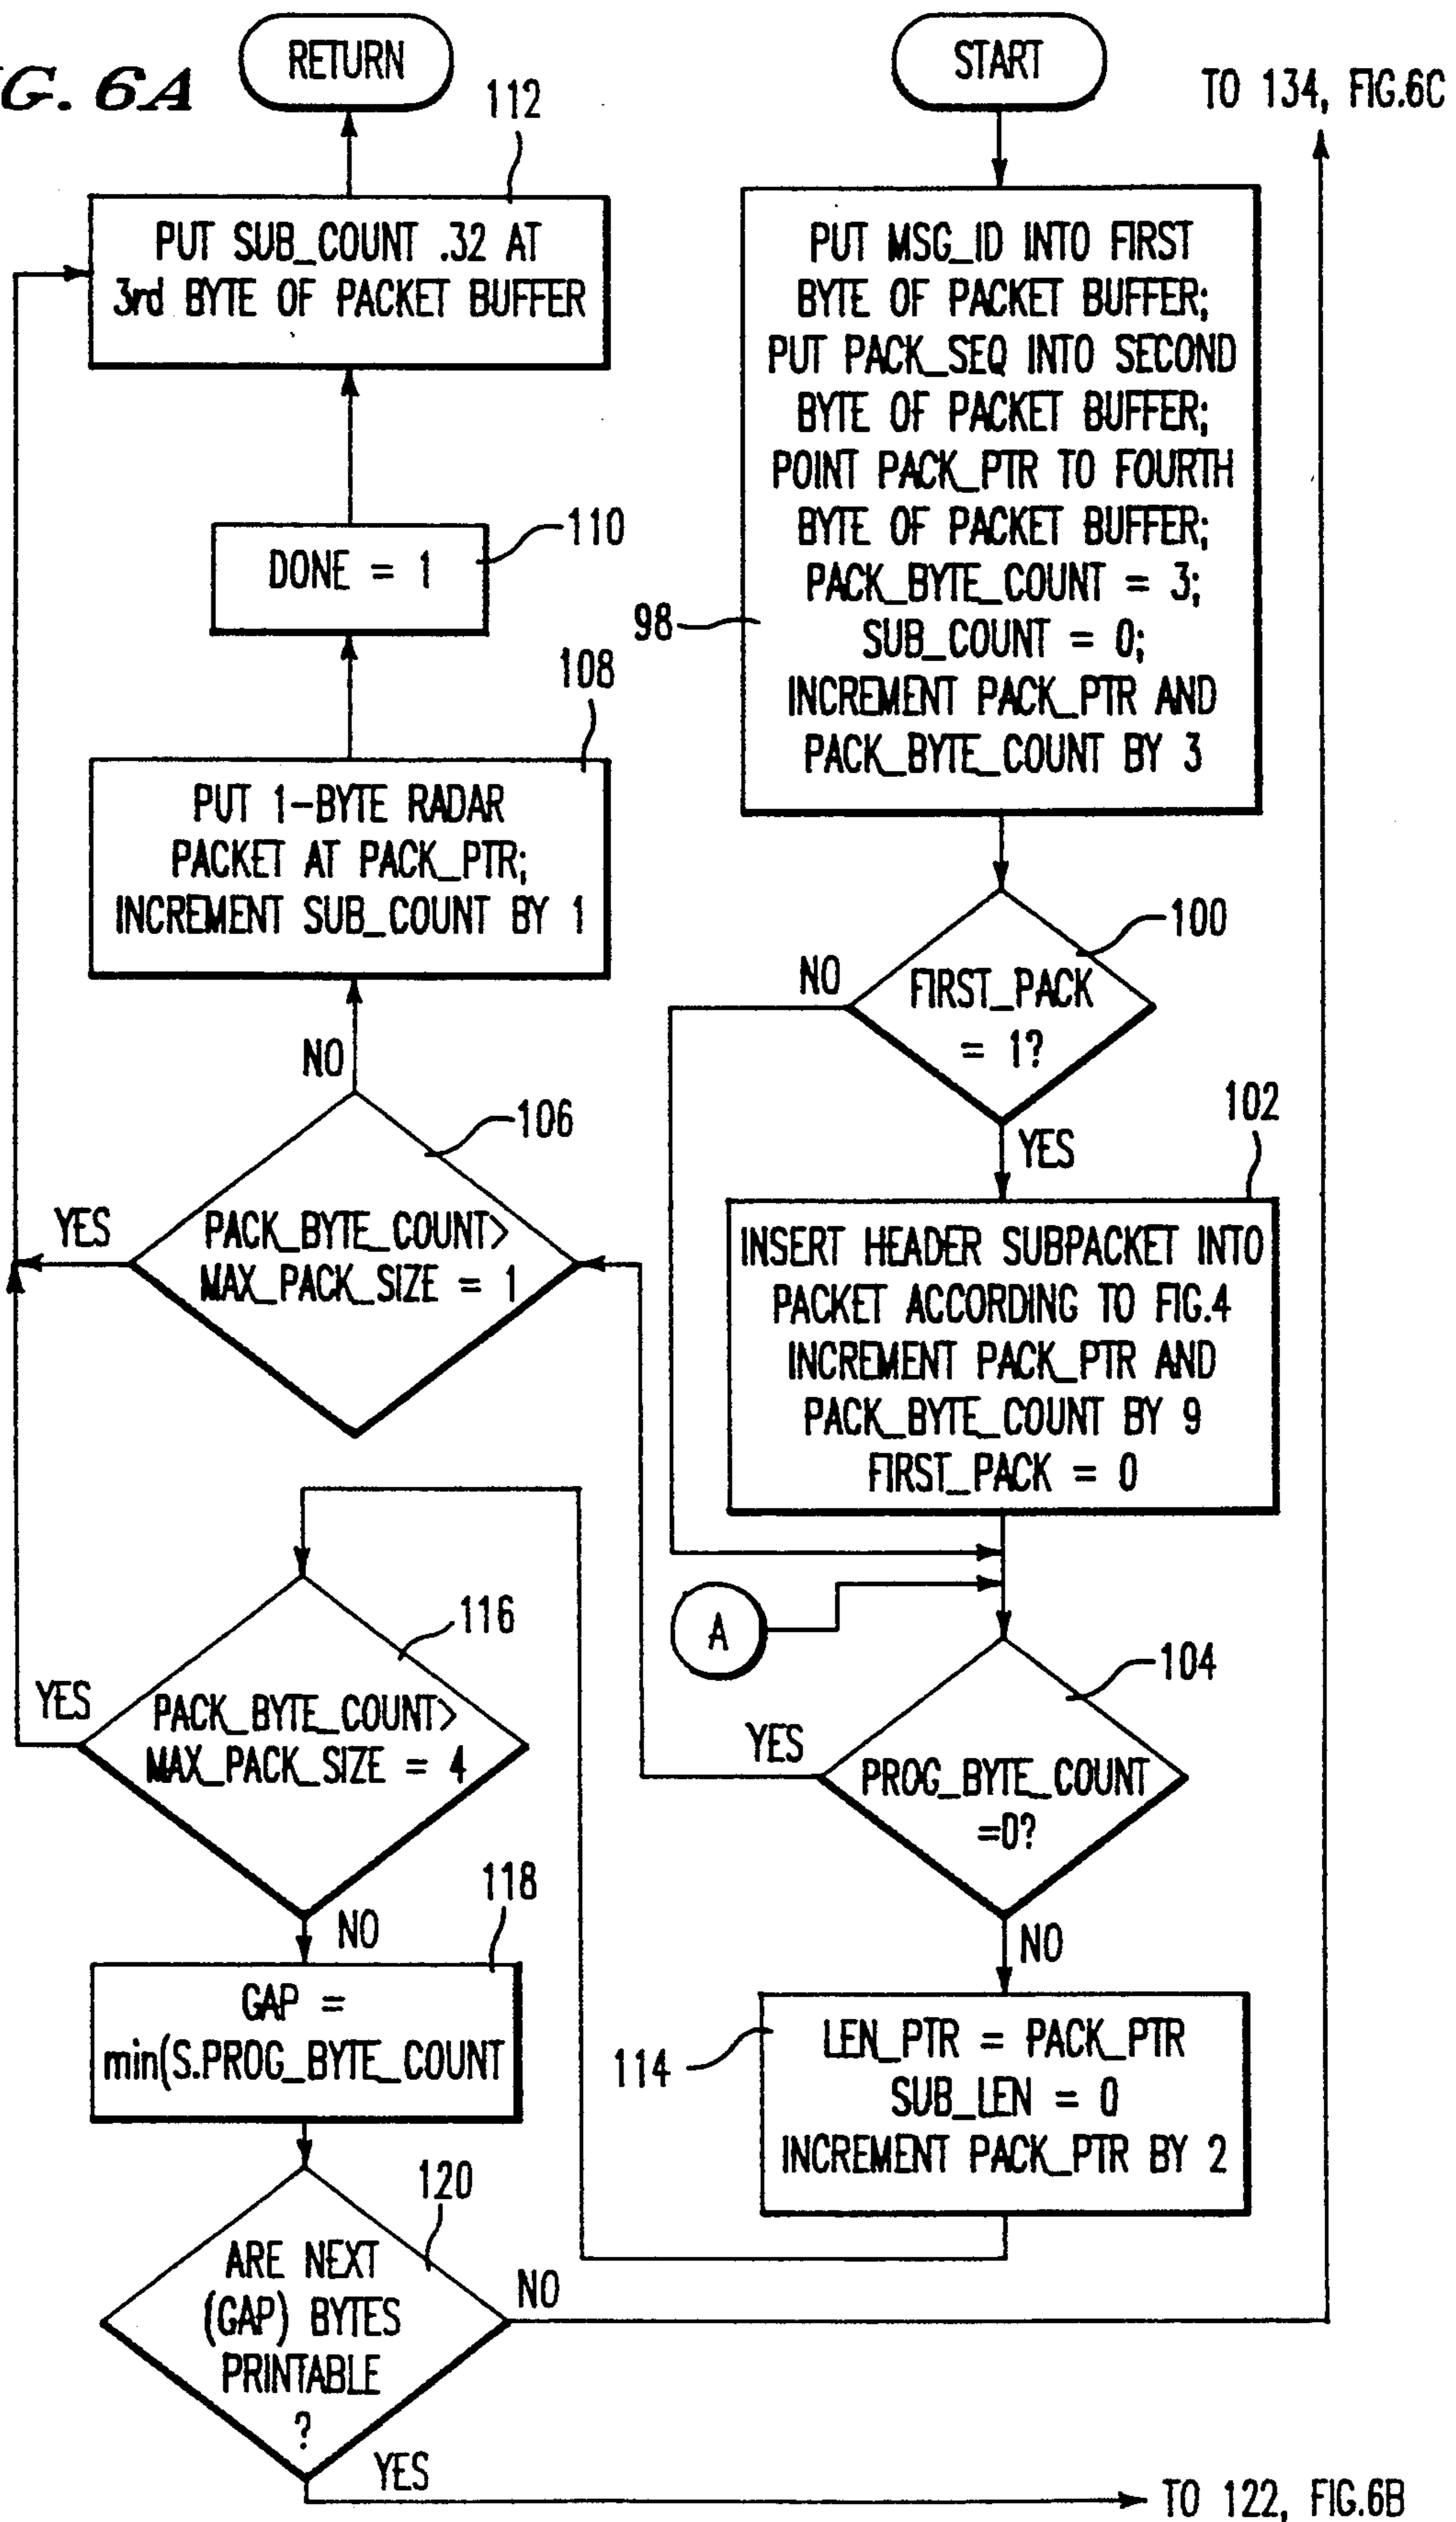 G. 6A
RETURN
112
PUT SUB_COUNT .32 AT
3rd BYTE OF PACKET BUFFER
110
DONE = 1
108
PUT 1-BYTE RADAR
PACKET AT PACK_PTR;
INCREMENT SUB_COUNT BY 1
NO
106
YES
PACK_BYTE_COUNT>
MAX_PACK_SIZE = 1
116
YES
PACK_BYTE_COUNT>
MAX_PACK_SIZE = 4
NO
118
GAP =
min(S.PROG_BYTE_COUNT
120
ARE NEXT
(GAP) BYTES
PRINTABLE
?
NO
YES
START
TO 134, FIG.6C
PUT MSG_ID INTO FIRST
BYTE OF PACKET BUFFER;
PUT PACK_SEQ INTO SECOND
BYTE OF PACKET BUFFER;
POINT PACK_PTR TO FOURTH
BYTE OF PACKET BUFFER;
PACK_BYTE_COUNT = 3;
SUB_COUNT = 0;
INCREMENT PACK_PTR AND
PACK_BYTE_COUNT BY 3
98
100
NO
FIRST_PACK
= 1?
YES
102
INSERT HEADER SUBPACKET INTO
PACKET ACCORDING TO FIG.4
INCREMENT PACK_PTR AND
PACK_BYTE_COUNT BY 9
FIRST_PACK = 0
A
104
YES
PROG_BYTE_COUNT
=0?
NO
114
LEN_PTR = PACK_PTR
SUB_LEN = 0
INCREMENT PACK_PTR BY 2
TO 122, FIG.6B